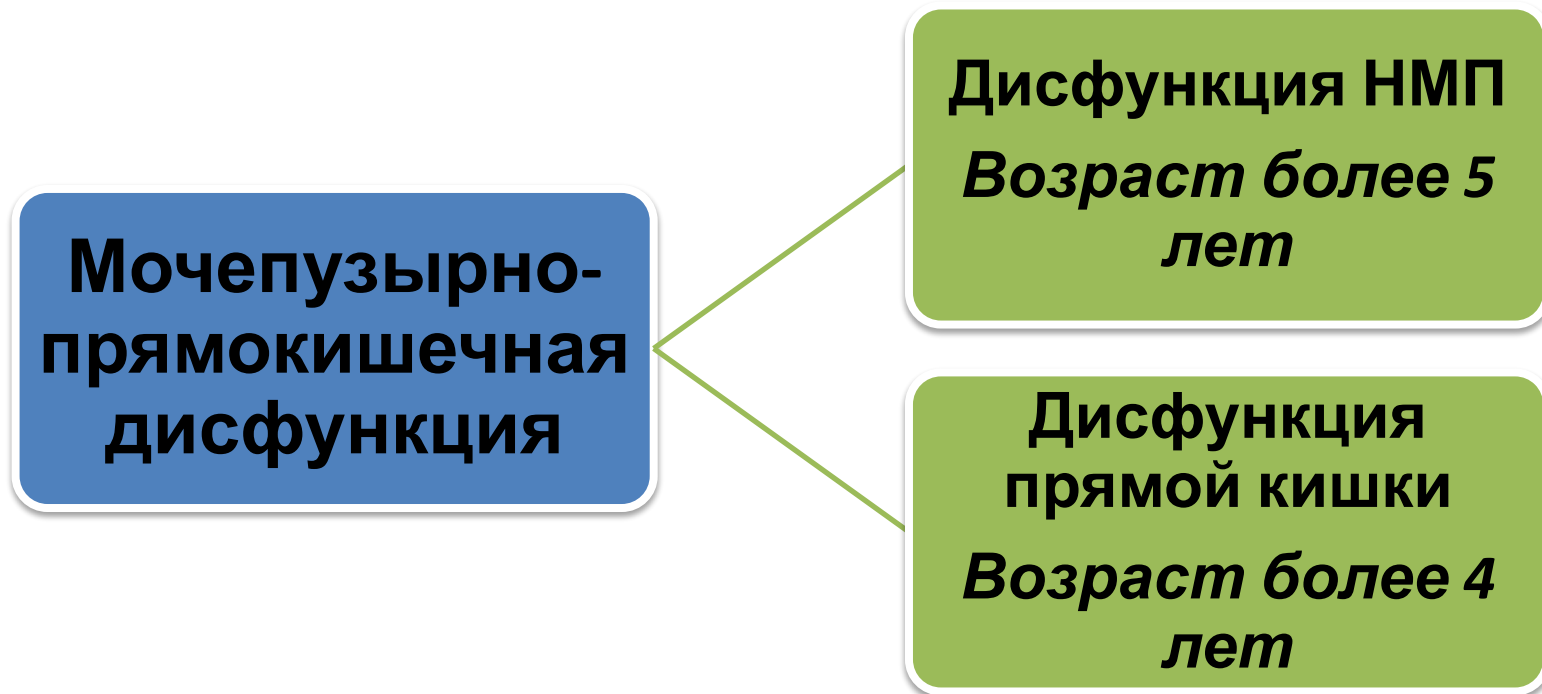 Мочепузырно-
прямокишечная
дисфункция
Дисфункция НМП
Возраст более 5
лет
Дисфункция
прямой кишки
Возраст более 4
лет